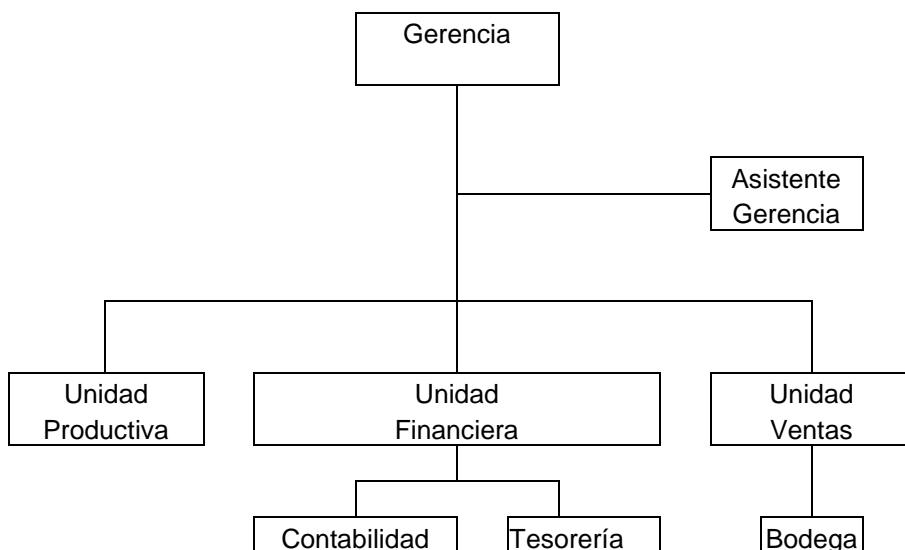 Gerencia
Asistente
Gerencia
Unidad
Productiva
Unidad
Financiera
Unidad
Ventas
Contabilidad
Tesorería
Bodega